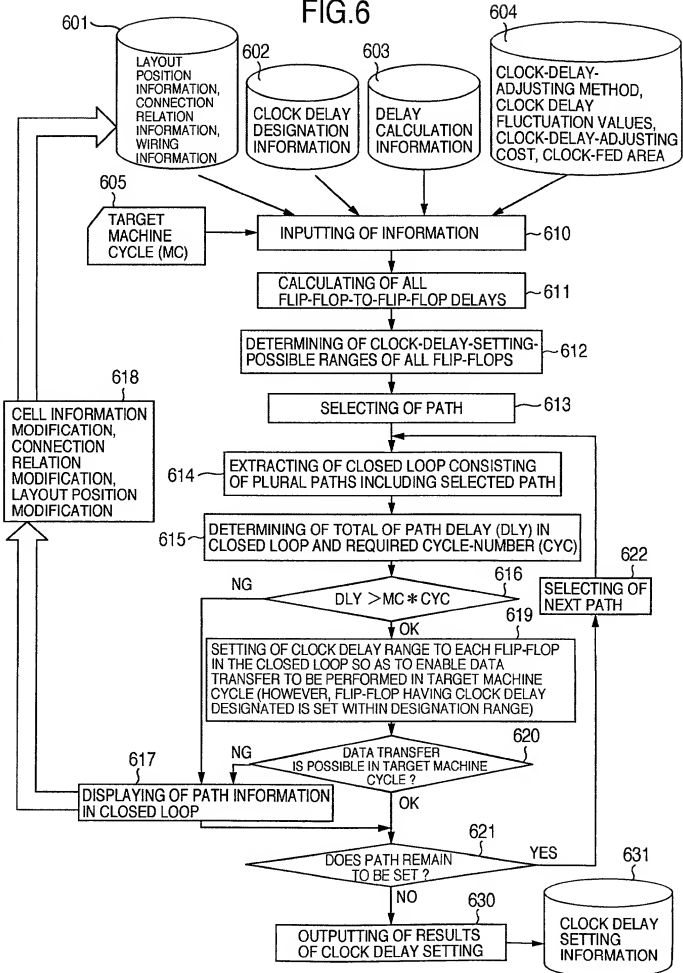 FIG.6
601
LAYOUT
POSITION
INFORMATION,
CONNECTION
RELATION
INFORMATION,
WIRING
INFORMATION
602
CLOCK DELAY
DESIGNATION
INFORMATION
603
DELAY
CALCULATION
INFORMATION
604
CLOCK-DELAY-
ADJUSTING METHOD,
CLOCK DELAY
FLUCTUATION VALUES,
CLOCK-DELAY-ADJUSTING
COST, CLOCK-FED AREA
605
TARGET
MACHINE
CYCLE (MC)
INPUTTING OF INFORMATION
610
CALCULATING OF ALL
FLIP-FLOP-TO-FLIP-FLOP DELAYS
611
DETERMINING OF CLOCK-DELAY-SETTING-
POSSIBLE RANGES OF ALL FLIP-FLOPS
612
SELECTING OF PATH
613
618
CELL INFORMATION
MODIFICATION,
CONNECTION
RELATION
MODIFICATION,
LAYOUT POSITION
MODIFICATION
614
EXTRACTING OF CLOSED LOOP CONSISTING
OF PLURAL PATHS INCLUDING SELECTED PATH
615
DETERMINING OF TOTAL OF PATH DELAY (DLY) IN
CLOSED LOOP AND REQUIRED CYCLE-NUMBER (CYC)
NG
DLY >MC * CYC
616
OK
622
SELECTING OF
NEXT PATH
619
SETTING OF CLOCK DELAY RANGE TO EACH FLIP-FLOP
IN THE CLOSED LOOP SO AS TO ENABLE DATA
TRANSFER TO BE PERFORMED IN TARGET MACHINE
CYCLE (HOWEVER, FLIP-FLOP HAVING CLOCK DELAY
DESIGNATED IS SET WITHIN DESIGNATION RANGE)
NG
DATA TRANSFER
IS POSSIBLE IN TARGET MACHINE
CYCLE ?
620
OK
617
DISPLAYING OF PATH INFORMATION
IN CLOSED LOOP
621
DOES PATH REMAIN
TO BE SET ?
YES
NO
630
OUTPUTTING OF RESULTS
OF CLOCK DELAY SETTING
631
CLOCK DELAY
SETTING
INFORMATION